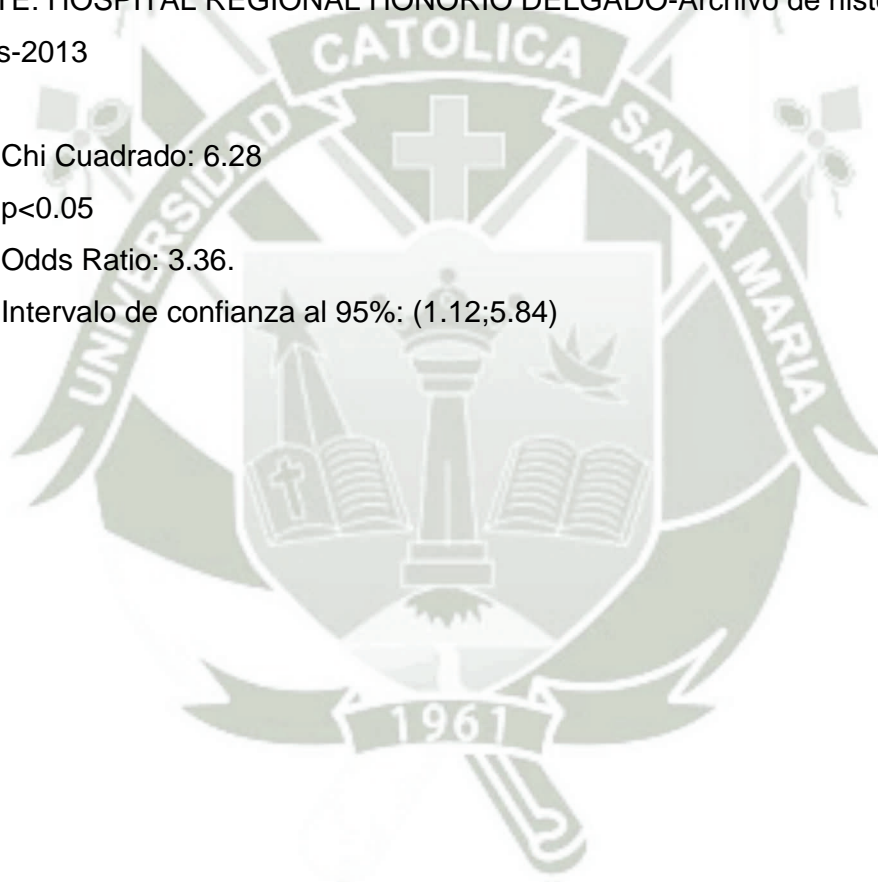 TE: HOSPITAL REGIONAL HONORIO DELGADO-Archivo de histo
s-2013
Chi Cuadrado: 6.28
p<0.05
Odds Ratio: 3.36.
Intervalo de confianza al 95%: (1.12;5.84)
UNIVERSIDAD CATOLICA SANTA MARIA
1961